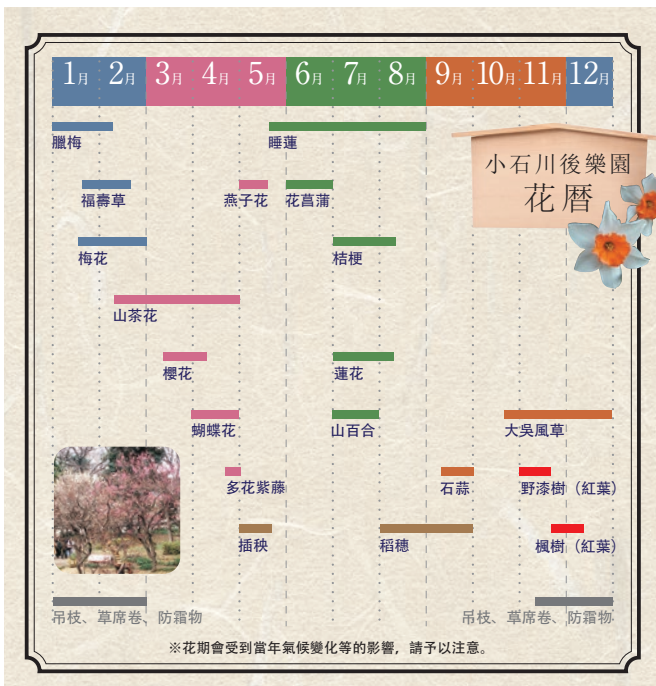 1月 2月 3月 4月 5月 6月 7月 8月 9月 10月 11月 12月
臘梅 睡蓮
小石川後樂園
花暦
福壽草 燕子花 花菖蒲
梅花 桔梗
山茶花
櫻花 蓮花
蝴蝶花 山百合 大吳風草
多花紫藤 石蒜 野漆樹（紅葉）
插秧 稻穗 楓樹（紅葉）
吊枝、草席卷、防霜物 吊枝、草席卷、防霜物
※花期會受到當年氣候變化等的影響，請予以注意。